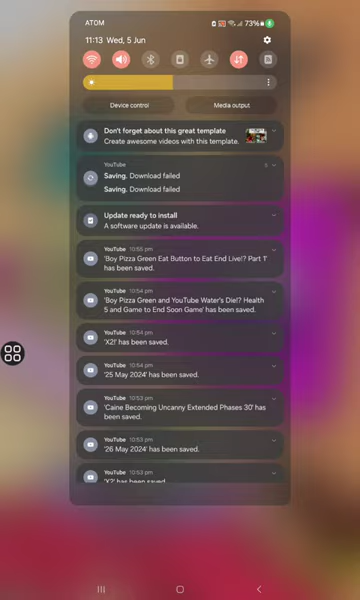 ATOM
73%
11:13 Wed, 5 Jun
Device control
Media output
Don't forget about this great template
Create awesome videos with this template.
YouTube
Saving. Download failed
Saving. Download failed
Update ready to install
A software update is available.
YouTube 10:55 pm
'Boy Pizza Green Eat Button to Eat End Live!? Part 1'
has been saved.
YouTube 10:54 pm
'Boy Pizza Green and YouTube Water's Die!? Health
5 and Game to End Soon Game' has been saved.
YouTube 10:54 pm
'X2!' has been saved.
YouTube 10:54 pm
'25 May 2024' has been saved.
YouTube 10:53 pm
'Caine Becoming Uncanny Extended Phases 30' has
been saved.
YouTube 10:53 pm
'26 May 2024' has been saved.
YouTube 10:53 pm
'X2' has been saved.